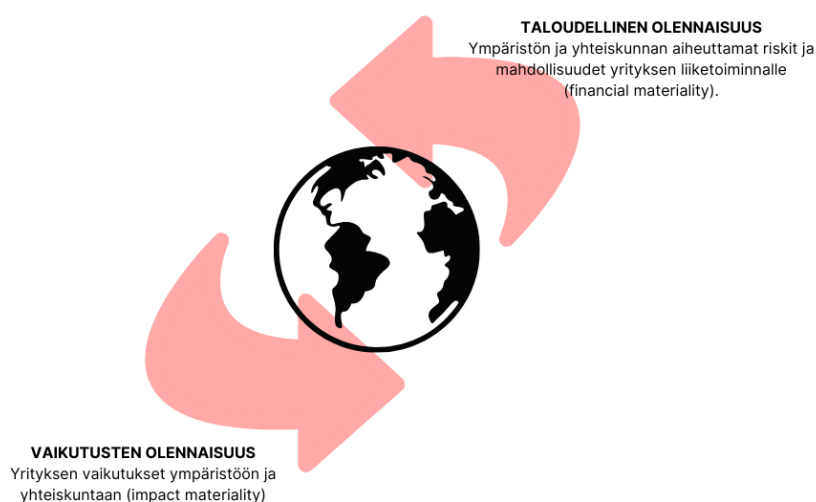 TALOUDELLINEN OLENNAISUUS
Ympäristön ja yhteiskunnan aiheuttamat riskit ja
mahdollisuudet yrityksen liiketoiminnalle
(financial materiality).
VAIKUTUSTEN OLENNAISUUS
Yrityksen vaikutukset ympäristöön ja
yhteiskuntaan (impact materiality)